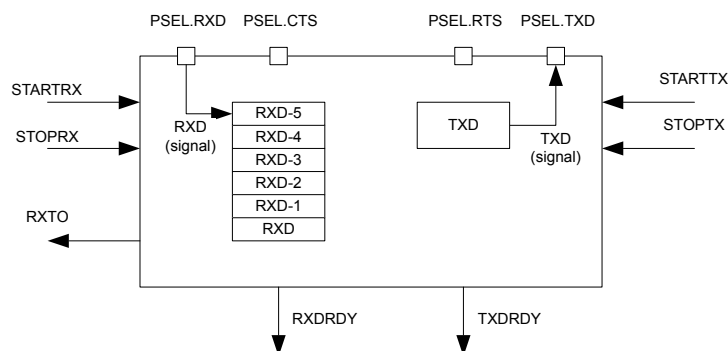 PSEL.RXD PSEL.CTS PSEL.RTS PSEL.TXD
STARTRX
STOPRX
RXTO
RXD
(signal)
RXD-5
RXD-4
RXD-3
RXD-2
RXD-1
RXD
TXD
TXD
(signal)
STARTTX
STOPTX
RXDRDY
TXDRDY